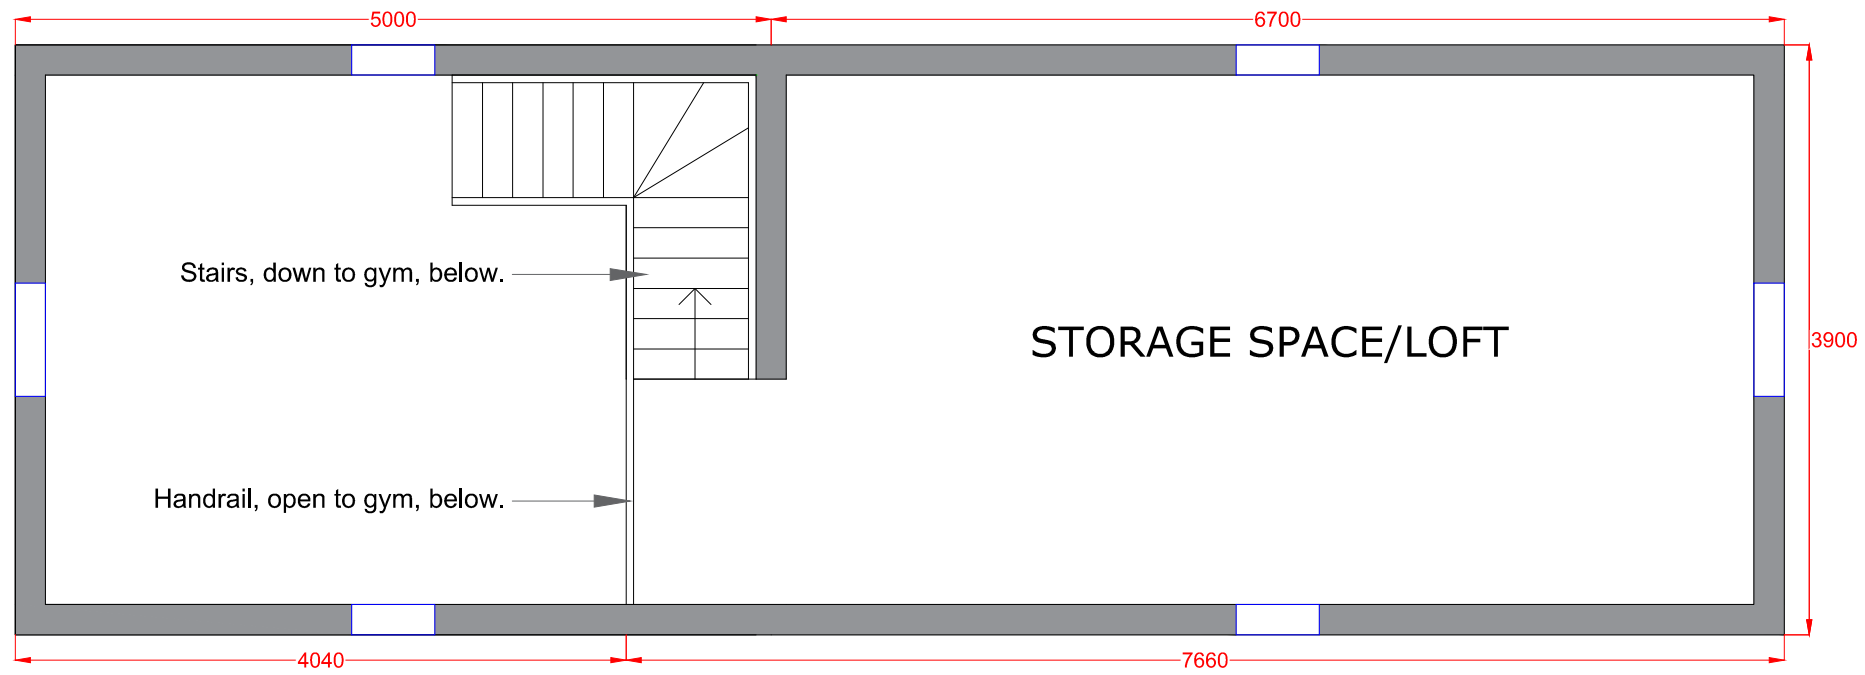 5000
6700
Stairs, down to gym, below.
STORAGE SPACE/LOFT
3900
Handrail, open to gym, below.
4040
7660